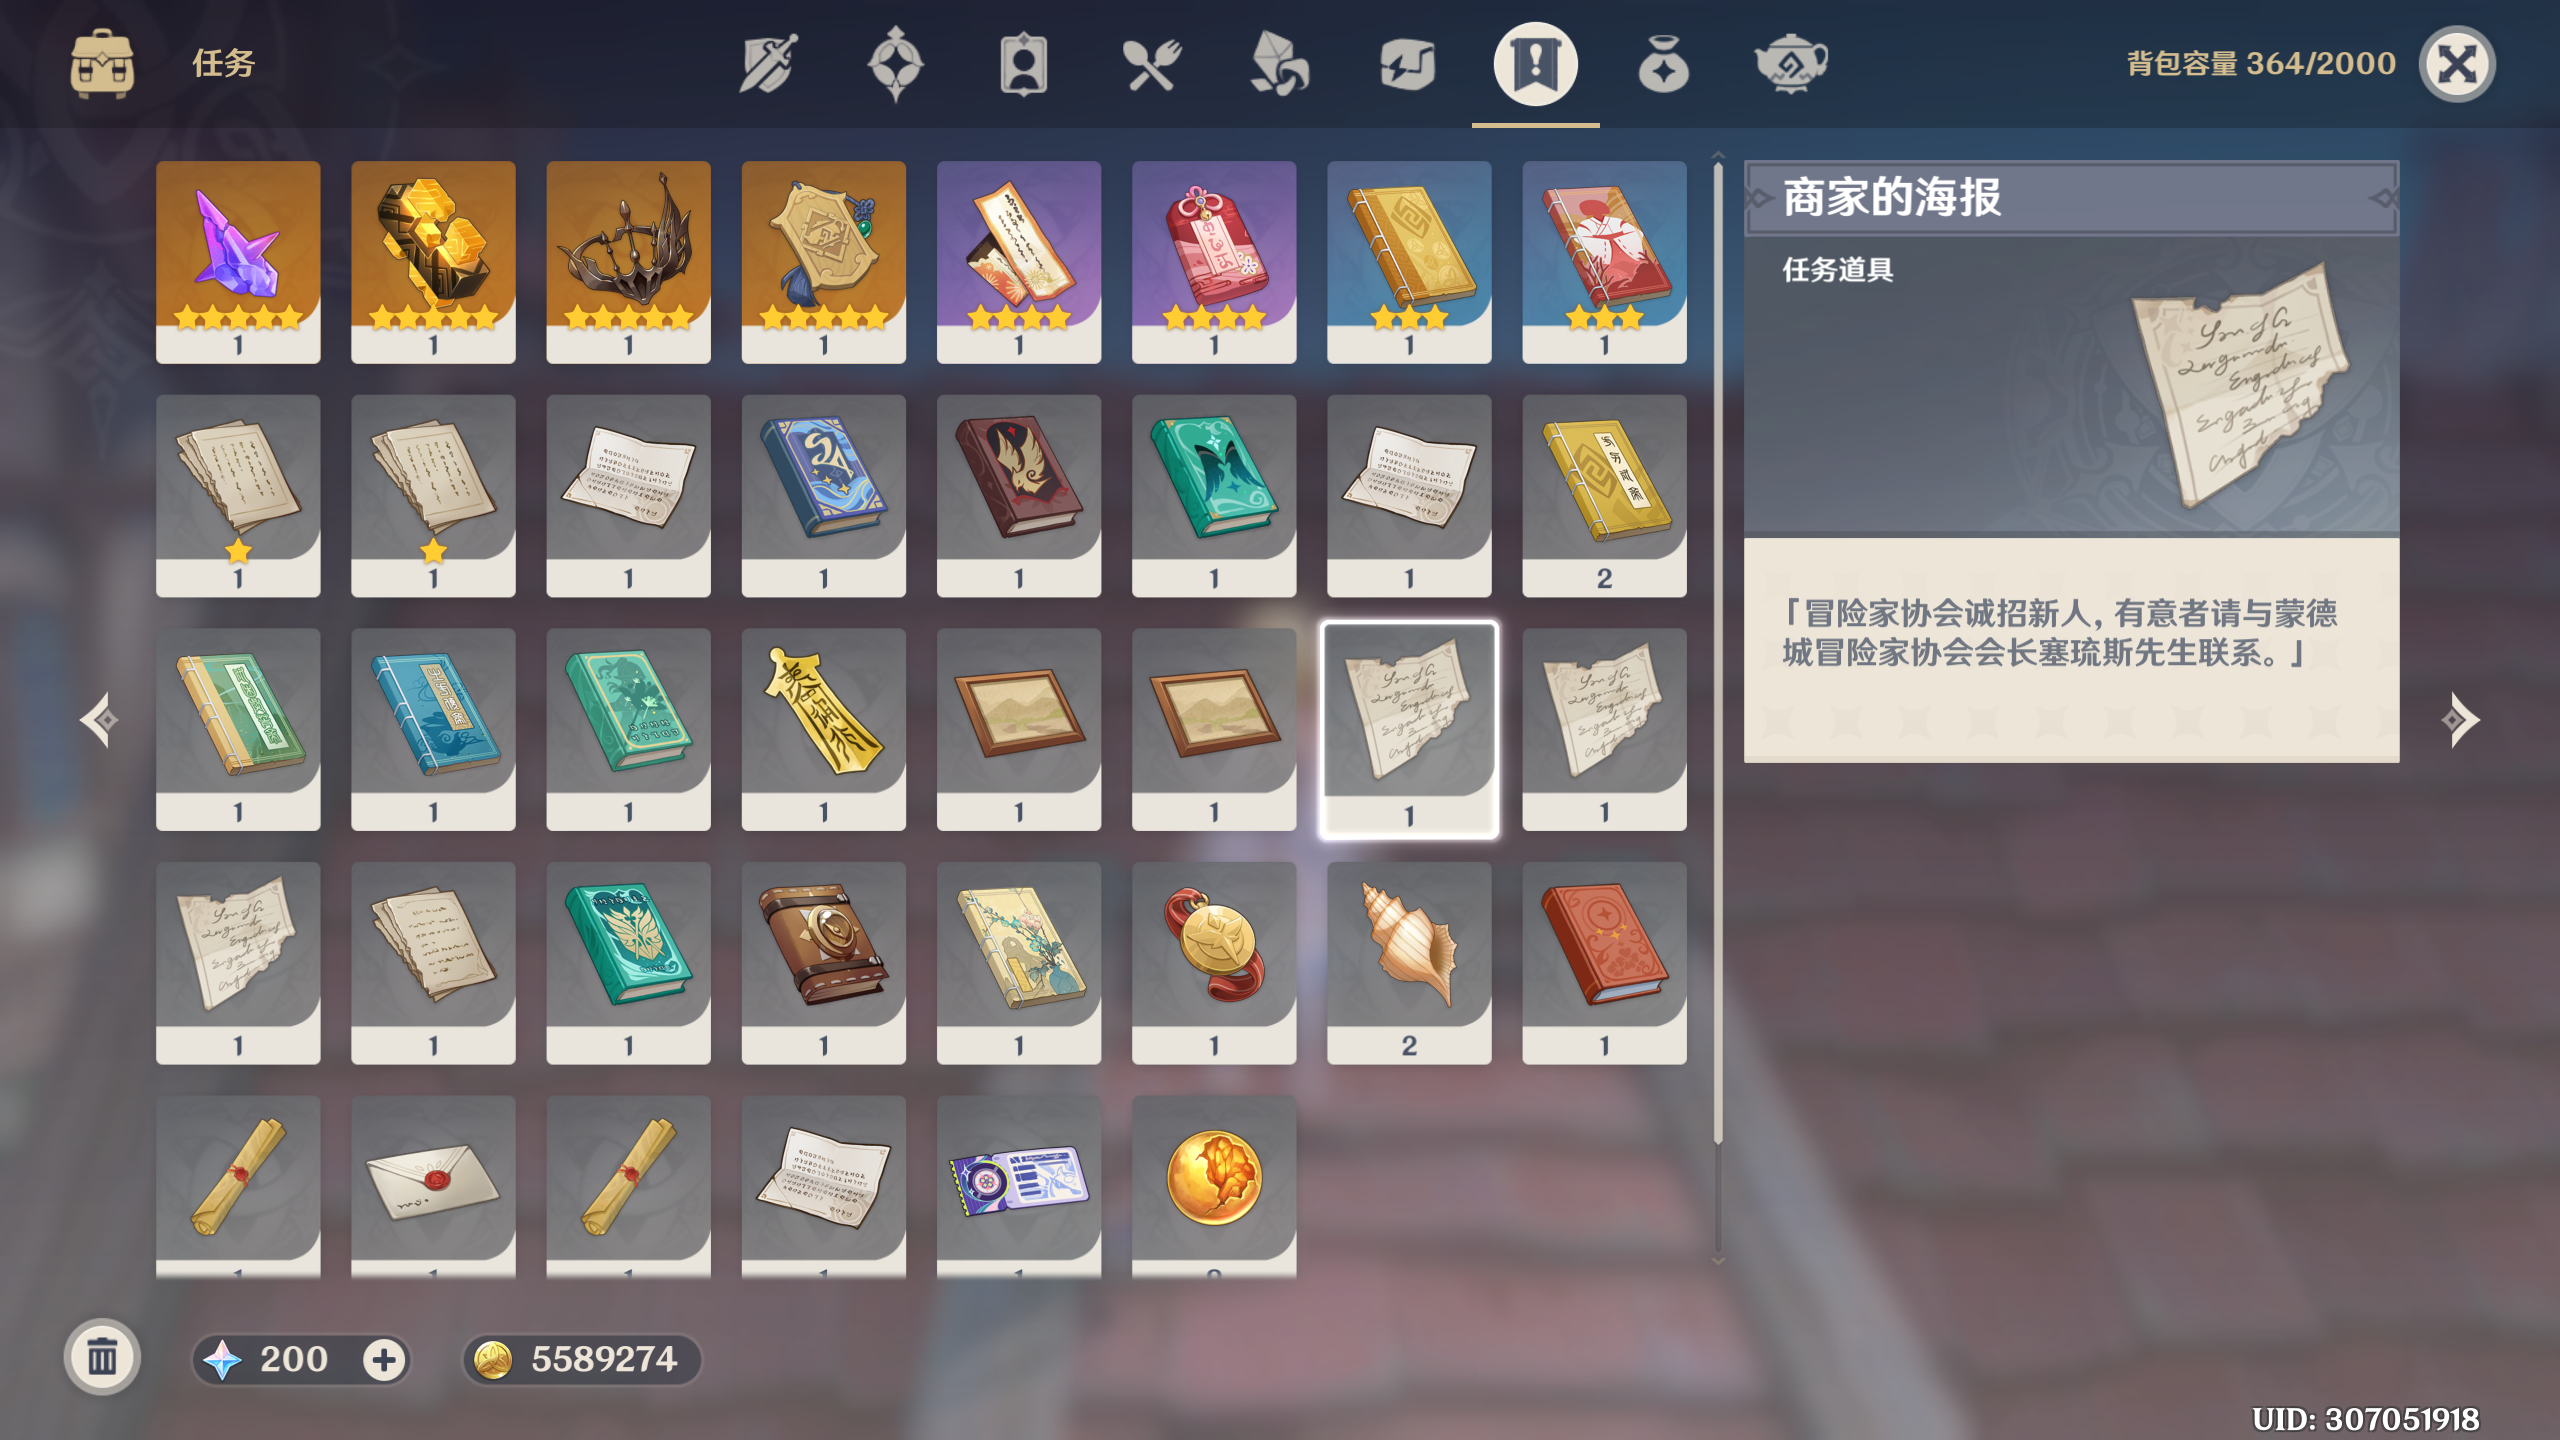 任务
背包容量 364/2000
商家的海报
任务道具
「冒险家协会诚招新人，有意者请与蒙德
城冒险家协会会长塞琉斯先生联系。」
1 1 1 1 1 1 1 1
1 1 1 1 1 1 1 2
1 1 1 1 1 1 1 1
1 1 1 1 1 1 2 1
200
5589274
UID: 307051918